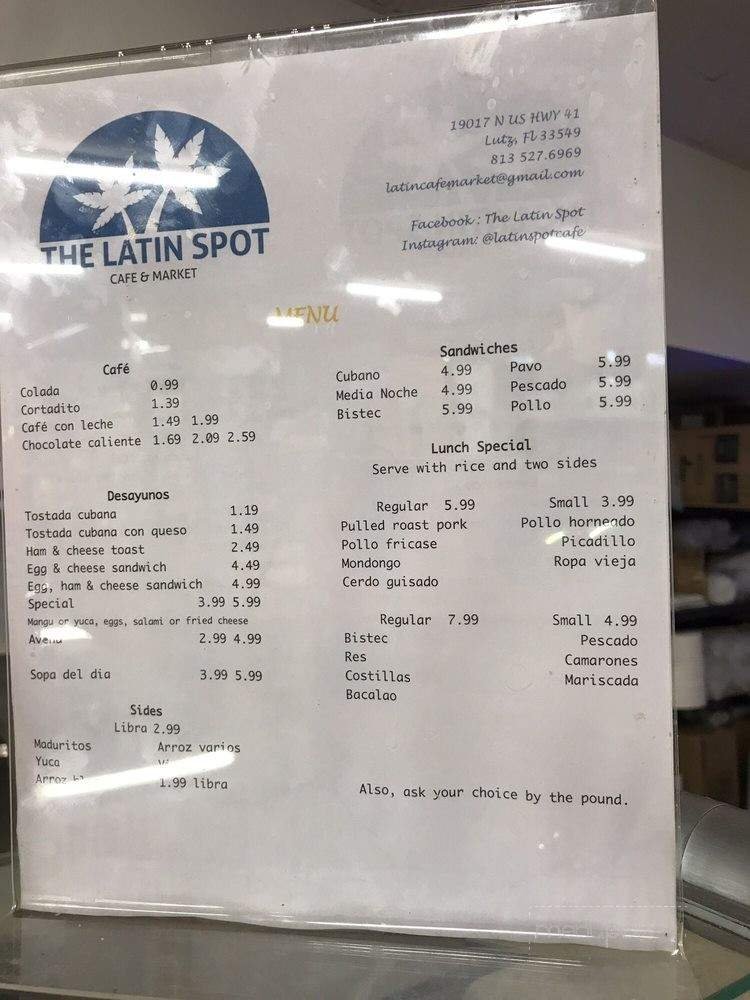 THE LATIN SPOT
CAFE & MARKET
19017 N US HWY 41
Lutz, Fl 33549
813 527.6969
latincafemarket@gmail.com
Facebook : The Latin Spot
Instagram: @latinspotcafe
MENU
Café
Colada 0.99
Cortadito 1.39
Café con leche 1.49 1.99
Chocolate caliente 1.69 2.09 2.59
Desayunos
Tostada cubana 1.19
Tostada cubana con queso 1.49
Ham & cheese toast 2.49
Egg & cheese sandwich 4.49
Egg, ham & cheese sandwich 4.99
Special 3.99 5.99
Mangu or yuca, eggs, salami or fried cheese
2.99 4.99
Sopa del dia 3.99 5.99
Sides
Libra 2.99
Maduritos Arroz varios
Yuca
Arroz
1.99 libra
Sandwiches
Cubano 4.99 Pavo 5.99
Media Noche 4.99 Pescado 5.99
Bistec 5.99 Pollo 5.99
Lunch Special
Serve with rice and two sides
Regular 5.99 Small 3.99
Pulled roast pork Pollo horneado
Pollo fricase Picadillo
Mondongo Ropa vieja
Cerdo guisado
Regular 7.99 Small 4.99
Bistec Pescado
Res Camarones
Costillas Mariscada
Bacalao
Also, ask your choice by the pound.